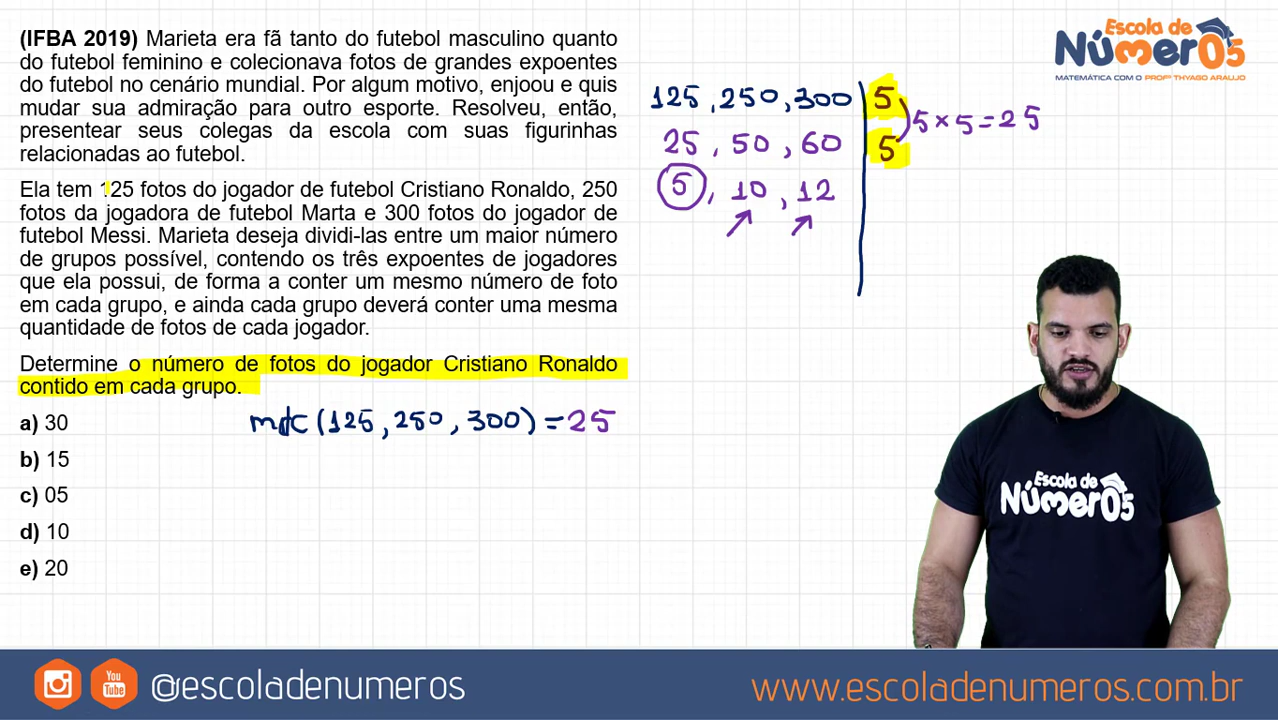 (IFBA 2019) Marieta era fã tanto do futebol masculino quanto
do futebol feminino e colecionava fotos de grandes expoentes
do futebol no cenário mundial. Por algum motivo, enjoou e quis
mudar sua admiração para outro esporte. Resolveu, então,
presentear seus colegas da escola com suas figurinhas
relacionadas ao futebol.
Ela tem 125 fotos do jogador de futebol Cristiano Ronaldo, 250
fotos da jogadora de futebol Marta e 300 fotos do jogador de
futebol Messi. Marieta deseja dividi-las entre um maior número
de grupos possível, contendo os três expoentes de jogadores
que ela possui, de forma a conter um mesmo número de foto
em cada grupo, e ainda cada grupo deverá conter uma mesma
quantidade de fotos de cada jogador.
Determine o número de fotos do jogador Cristiano Ronaldo
contido em cada grupo.
a) 30
b) 15
c) 05
d) 10
e) 20
mdc (125, 250, 300) = 25
125, 250, 300 5
25, 50, 60 5
5, 10, 12
5 × 5 = 25
Escola de
NúmerO5
MATEMÁTICA COM O PROFº THYAGO ARAUJO
Escola de
NúmerO5
You
Tube
@escoladenumeros
www.escoladenumeros.com.br